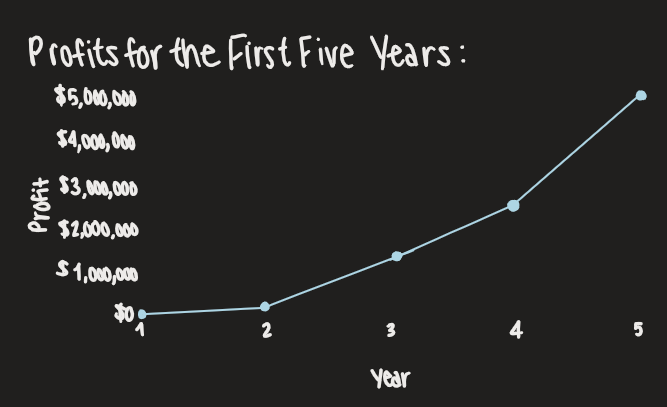 Profits for the First Five Years:
$5,000,000
$4,000,000
$3,000,000
Profit
$2,000,000
$1,000,000
$0
1 2 3 4 5
Year